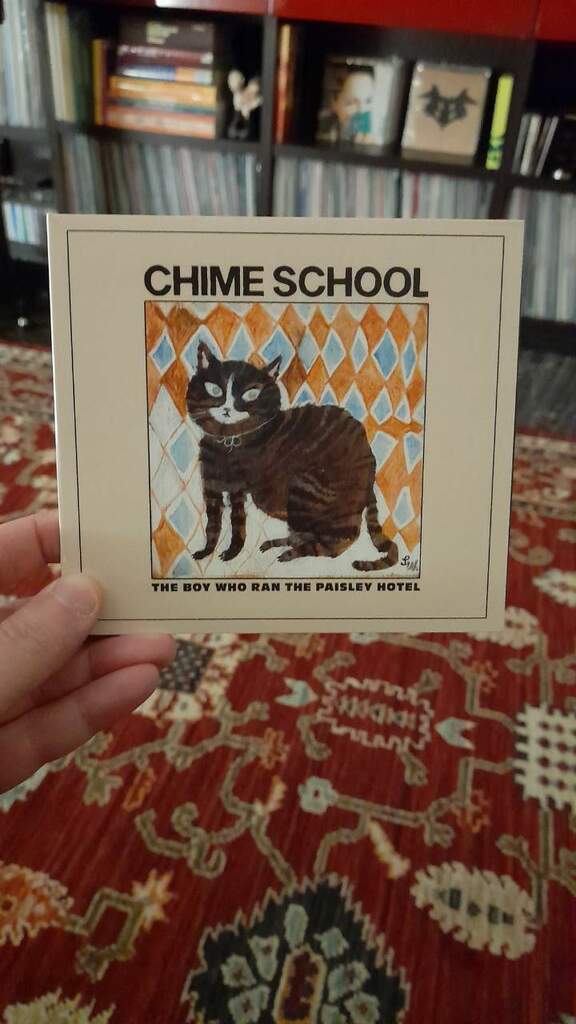 CHIME SCHOOL
THE BOY WHO RAN THE PAISLEY HOTEL